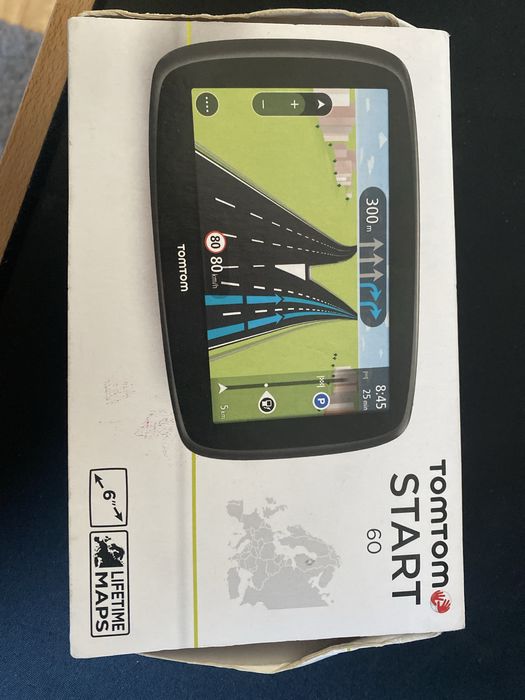 TOMTOM
START
60
300 m
8:45
25 min
5 km
P
80
80
km/h
TOMTOM
6"
LIFETIME
MAPS